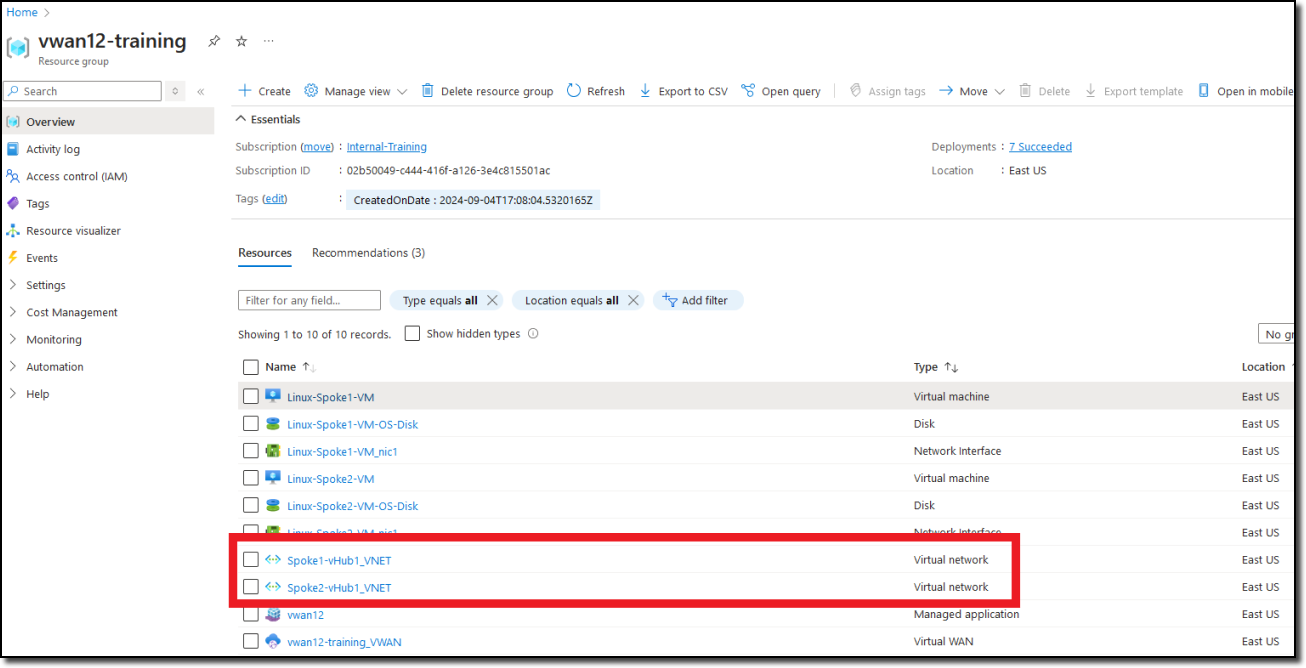 Home
vwan12-training
Resource group
Search
Create Manage view Delete resource group Refresh Export to CSV Open query Assign tags Move Delete Export template Open in mobile
Overview
Essentials
Activity log
Subscription (move) : Internal-Training Deployments : 7 Succeeded
Access control (IAM)
Subscription ID : 02b50049-c444-416f-a126-3e4c815501ac Location : East US
Tags
Tags (edit) : CreatedOnDate : 2024-09-04T17:08:04.5320165Z
Resource visualizer
Events
Resources Recommendations (3)
Settings
Filter for any field... Type equals all Location equals all Add filter
Cost Management
Monitoring
Showing 1 to 10 of 10 records. Show hidden types No gr
Automation
Name Type Location
Help
Linux-Spoke1-VM Virtual machine East US
Linux-Spoke1-VM-OS-Disk Disk East US
Linux-Spoke1-VM_nic1 Network Interface East US
Linux-Spoke2-VM Virtual machine East US
Linux-Spoke2-VM-OS-Disk Disk East US
Linux-Spoke2-VM_nic1 Network Interface East US
Spoke1-vHub1_VNET Virtual network East US
Spoke2-vHub1_VNET Virtual network East US
vwan12 Managed application East US
vwan12-training_VWAN Virtual WAN East US